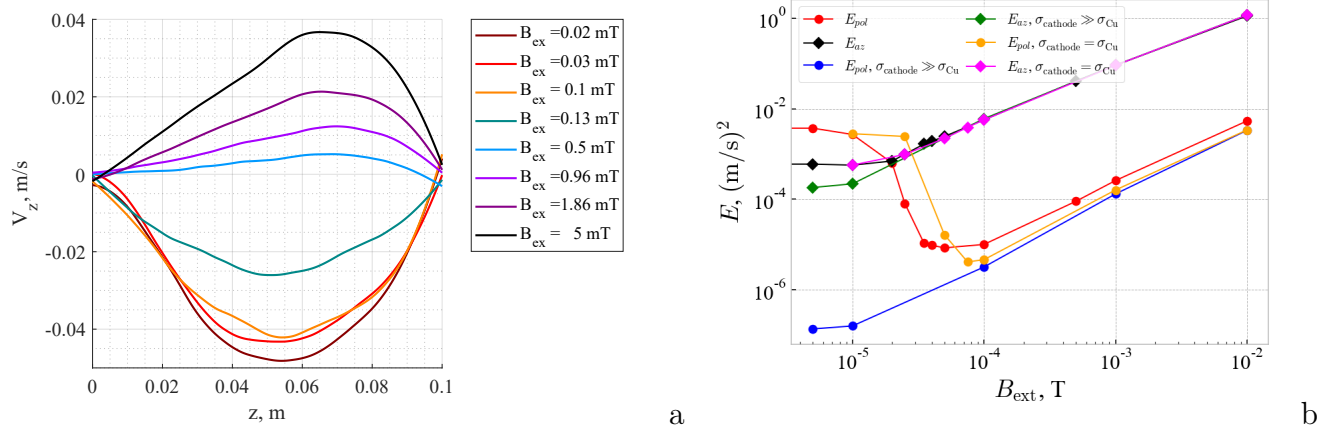 0.04
0.02
0
-0.02
-0.04
V_z, m/s
0 0.02 0.04 0.06 0.08 0.1
z, m
B_ex =0.02 mT
B_ex =0.03 mT
B_ex = 0.1 mT
B_ex =0.13 mT
B_ex = 0.5 mT
B_ex =0.96 mT
B_ex =1.86 mT
B_ex = 5 mT
a
10^0
10^-2
10^-4
10^-6
E, (m/s)^2
E_pol
E_az
E_pol, σ_cathode ≫ σ_Cu
E_az, σ_cathode ≫ σ_Cu
E_pol, σ_cathode = σ_Cu
E_az, σ_cathode = σ_Cu
10^-5 10^-4 10^-3 10^-2
B_ext, T
b